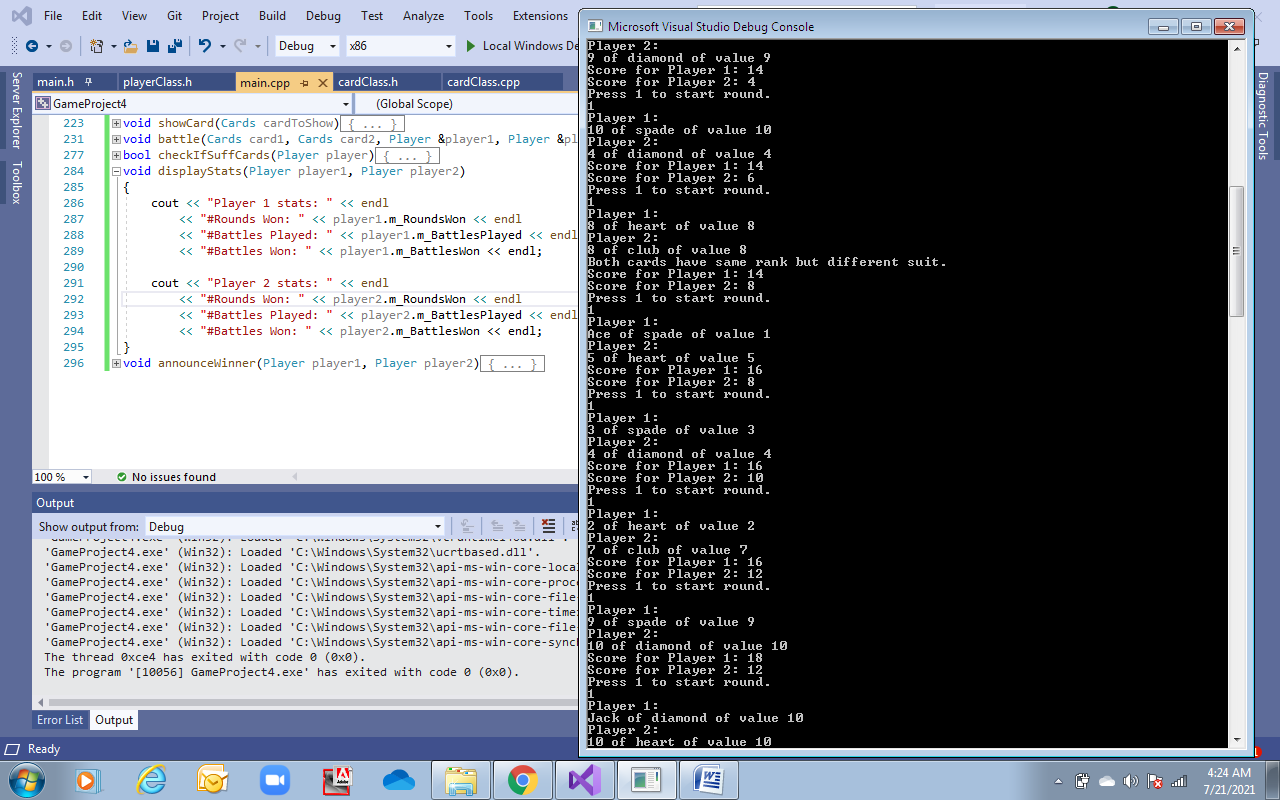 File Edit View Git Project Build Debug Test Analyze Tools Extensions
Debug x86 Local Windows De
Server Explorer
Toolbox
main.h playerClass.h main.cpp cardClass.h cardClass.cpp
GameProject4 (Global Scope)
223 void showCard(Cards cardToShow){ ... }
231 void battle(Cards card1, Cards card2, Player &player1, Player &pl
277 bool checkIfSuffCards(Player player){ ... }
284 void displayStats(Player player1, Player player2)
285 {
286 cout << "Player 1 stats: " << endl
287 << "#Rounds Won: " << player1.m_RoundsWon << endl
288 << "#Battles Played: " << player1.m_BattlesPlayed << endl
289 << "#Battles Won: " << player1.m_BattlesWon << endl;
290
291 cout << "Player 2 stats: " << endl
292 << "#Rounds Won: " << player2.m_RoundsWon << endl
293 << "#Battles Played: " << player2.m_BattlesPlayed << endl
294 << "#Battles Won: " << player2.m_BattlesWon << endl;
295 }
296 void announceWinner(Player player1, Player player2){ ... }
100 % No issues found
Output
Show output from: Debug
'GameProject4.exe' (Win32): Loaded 'C:\Windows\System32\ucrtbased.dll'.
'GameProject4.exe' (Win32): Loaded 'C:\Windows\System32\api-ms-win-core-local
'GameProject4.exe' (Win32): Loaded 'C:\Windows\System32\api-ms-win-core-proce
'GameProject4.exe' (Win32): Loaded 'C:\Windows\System32\api-ms-win-core-file-
'GameProject4.exe' (Win32): Loaded 'C:\Windows\System32\api-ms-win-core-timez
'GameProject4.exe' (Win32): Loaded 'C:\Windows\System32\api-ms-win-core-file-
'GameProject4.exe' (Win32): Loaded 'C:\Windows\System32\api-ms-win-core-synch
The thread 0xce4 has exited with code 0 (0x0).
The program '[10056] GameProject4.exe' has exited with code 0 (0x0).
Error List Output
Ready
Microsoft Visual Studio Debug Console
Player 2:
9 of diamond of value 9
Score for Player 1: 14
Score for Player 2: 4
Press 1 to start round.
1
Player 1:
10 of spade of value 10
Player 2:
4 of diamond of value 4
Score for Player 1: 14
Score for Player 2: 6
Press 1 to start round.
1
Player 1:
8 of heart of value 8
Player 2:
8 of club of value 8
Both cards have same rank but different suit.
Score for Player 1: 14
Score for Player 2: 8
Press 1 to start round.
1
Player 1:
Ace of spade of value 1
Player 2:
5 of heart of value 5
Score for Player 1: 16
Score for Player 2: 8
Press 1 to start round.
1
Player 1:
3 of spade of value 3
Player 2:
4 of diamond of value 4
Score for Player 1: 16
Score for Player 2: 10
Press 1 to start round.
1
Player 1:
2 of heart of value 2
Player 2:
7 of club of value 7
Score for Player 1: 16
Score for Player 2: 12
Press 1 to start round.
1
Player 1:
9 of spade of value 9
Player 2:
10 of diamond of value 10
Score for Player 1: 18
Score for Player 2: 12
Press 1 to start round.
1
Player 1:
Jack of diamond of value 10
Player 2:
10 of heart of value 10
Diagnostic Tools
4:24 AM
7/21/2021